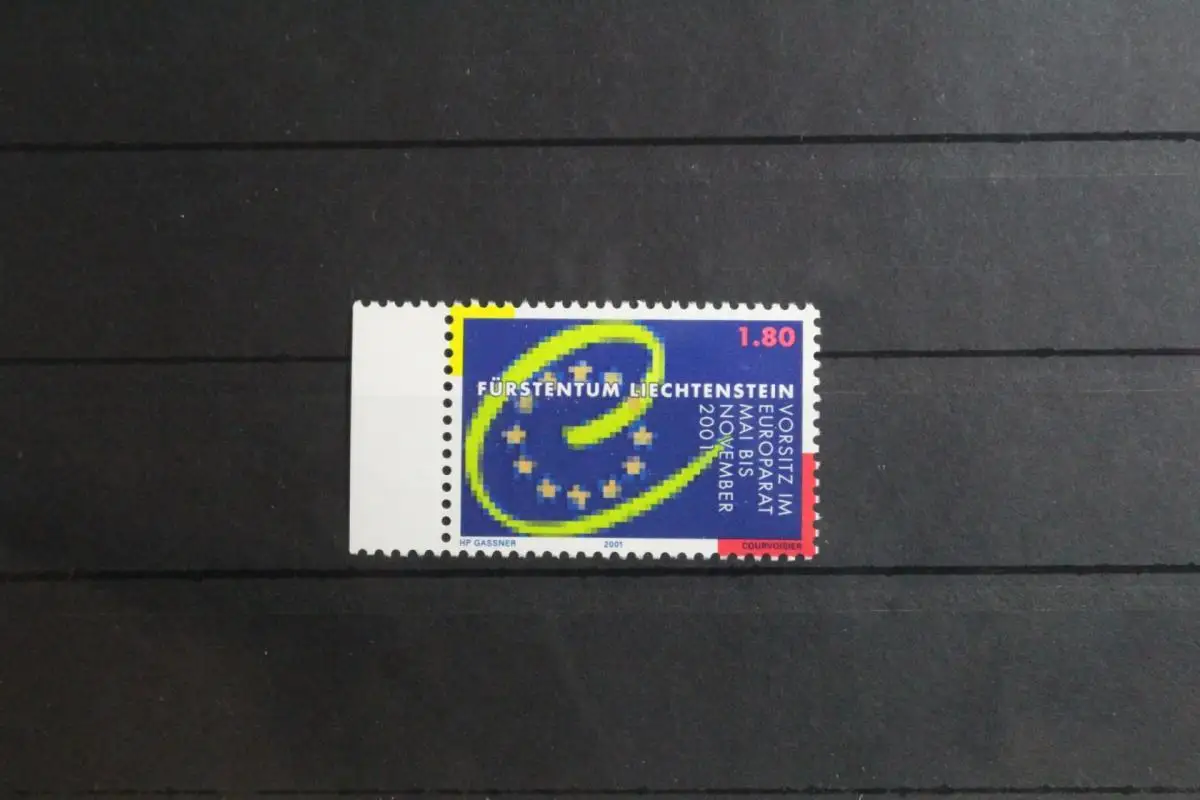 1.80
FÜRSTENTUM LIECHTENSTEIN
VORSITZ IM
EUROPARAT
MAI BIS
NOVEMBER
2001
HP GASSNER 2001 COURVOISIER